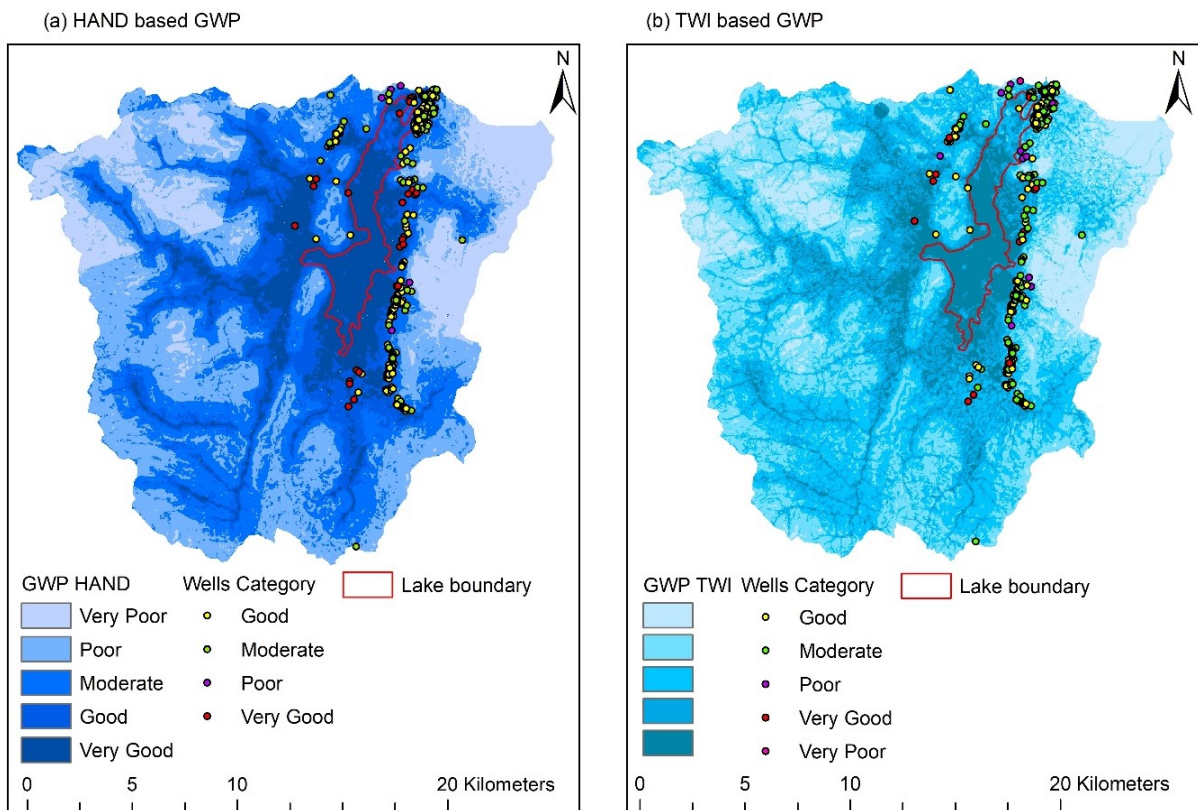 (a) HAND based GWP
(b) TWI based GWP
N
GWP HAND Wells Category Lake boundary
Very Poor Good
Poor Moderate
Moderate Poor
Good Very Good
Very Good
0 5 10 20 Kilometers
N
GWP TWI Wells Category Lake boundary
Good
Moderate
Poor
Very Good
Very Poor
0 5 10 20 Kilometers